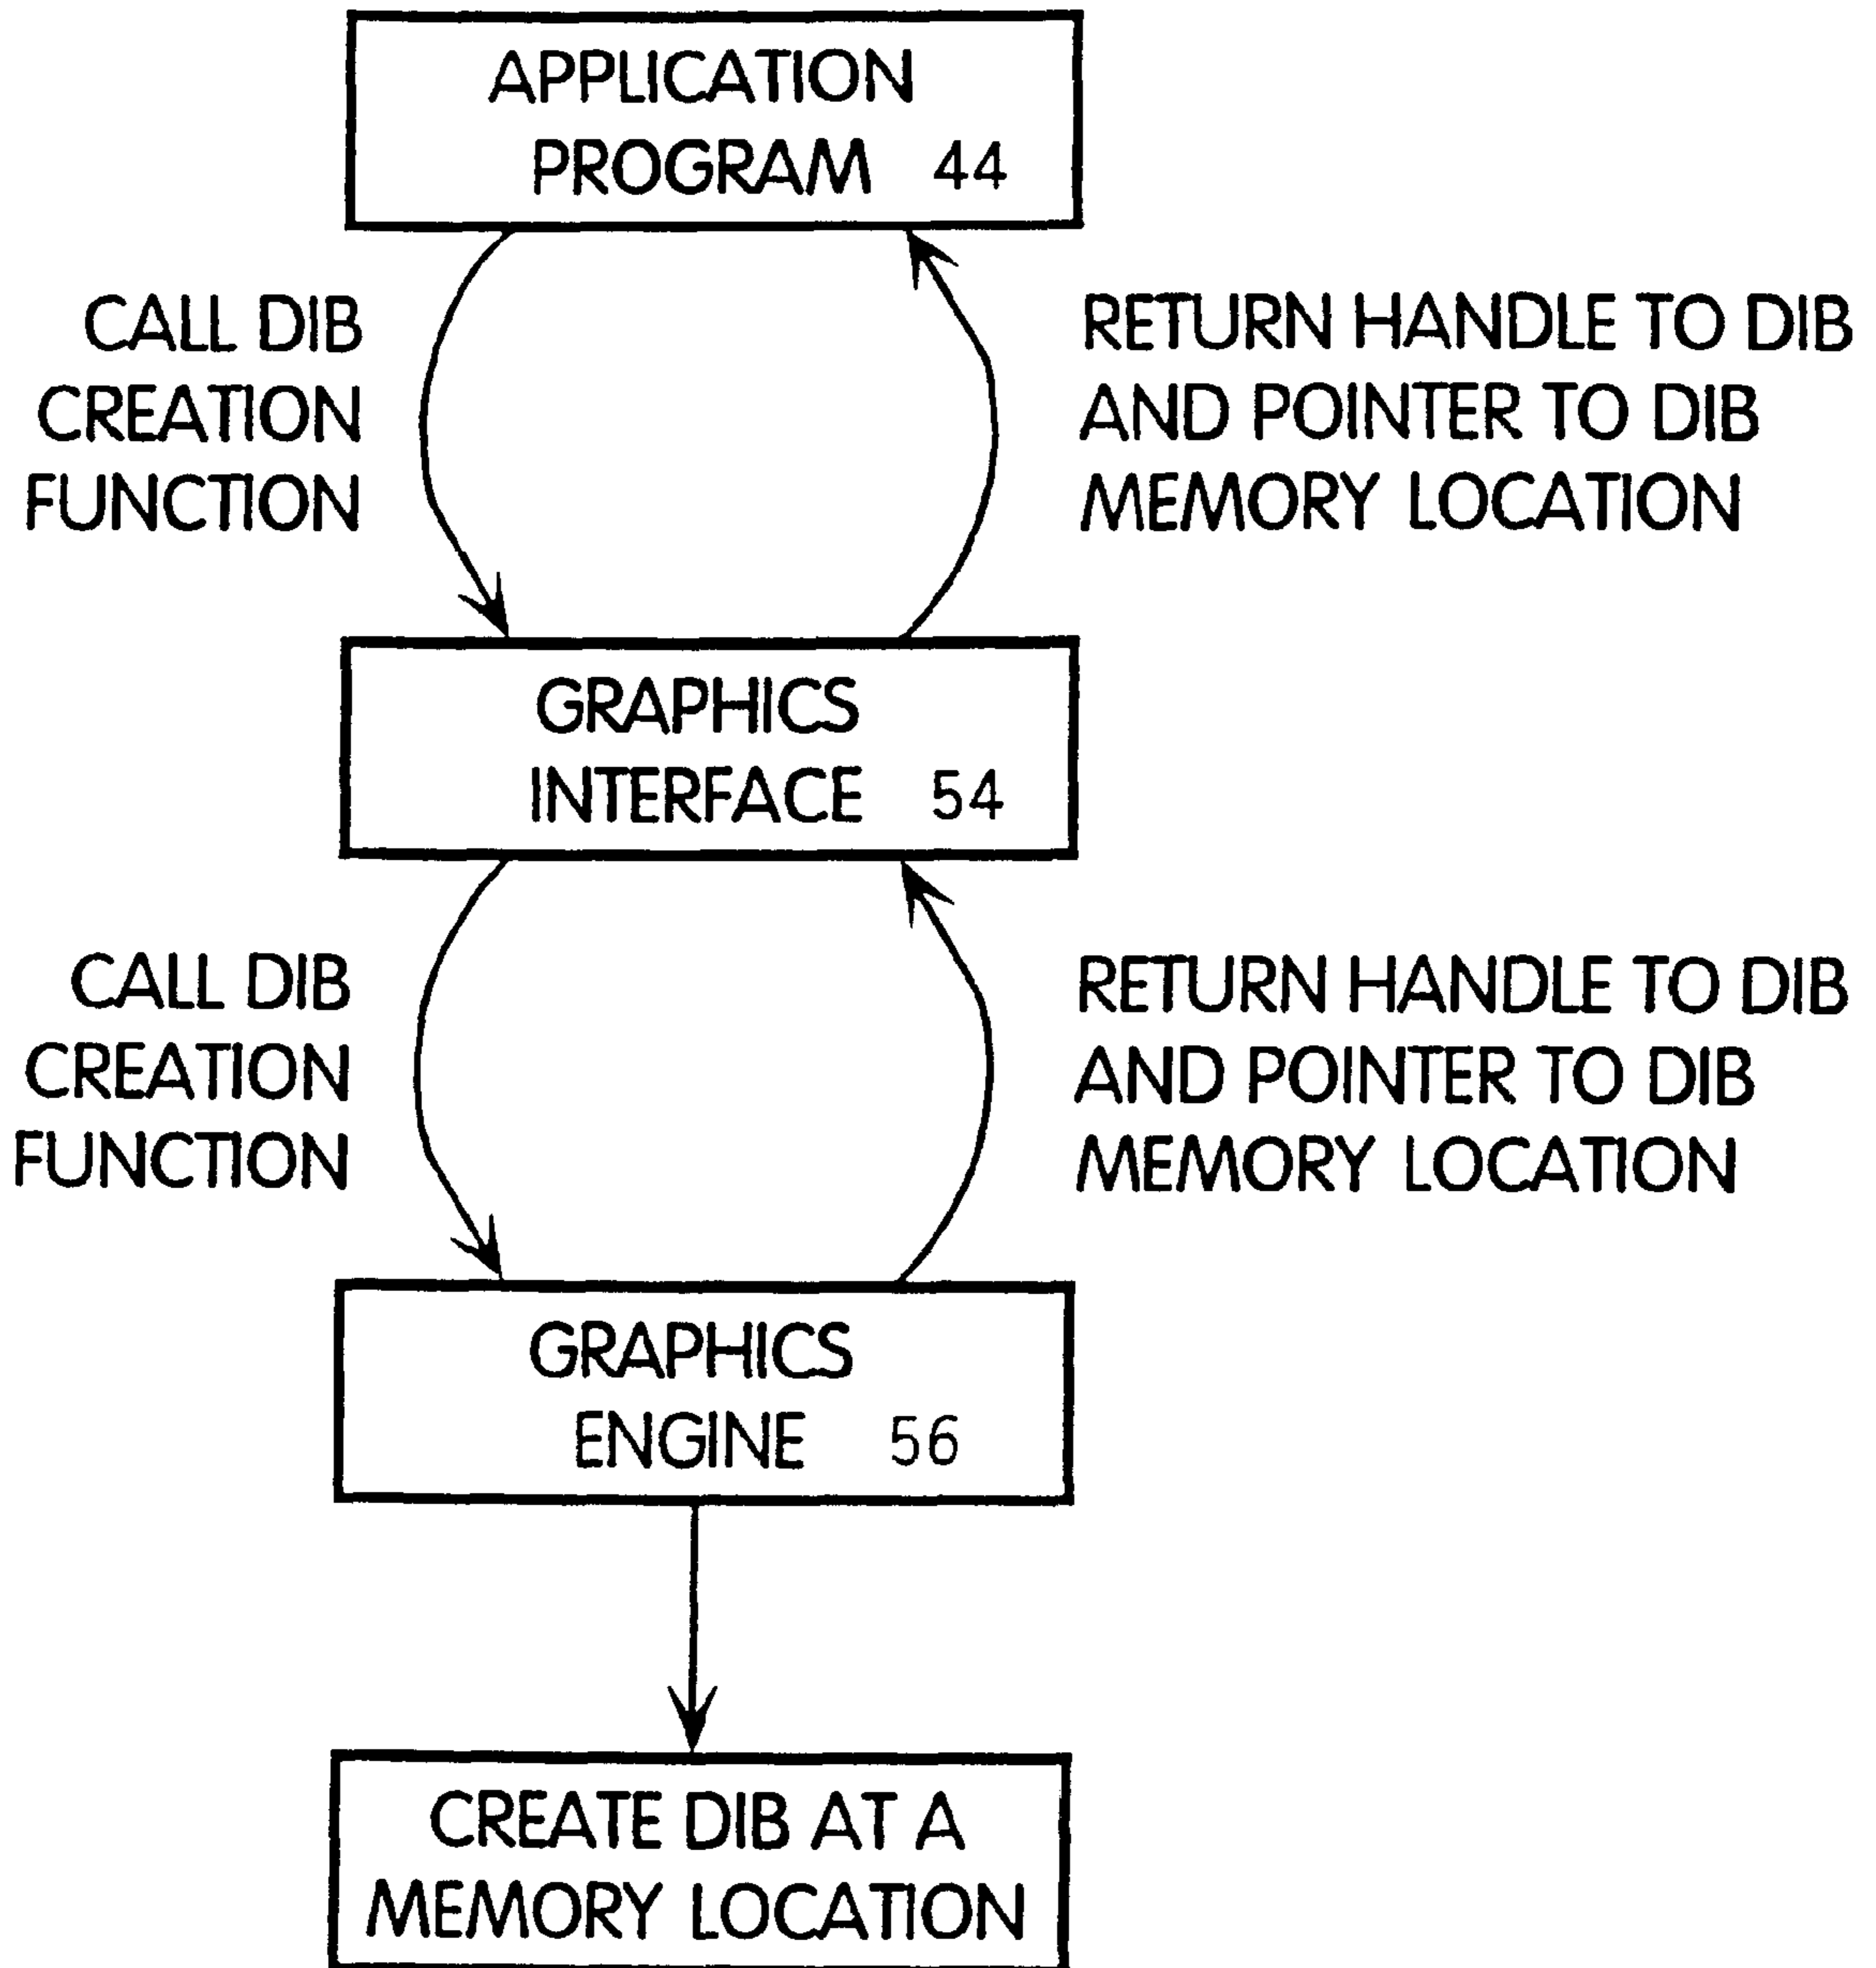 APPLICATION
PROGRAM 44
CALL DIB
CREATION
FUNCTION
RETURN HANDLE TO DIB
AND POINTER TO DIB
MEMORY LOCATION
GRAPHICS
INTERFACE 54
CALL DIB
CREATION
FUNCTION
RETURN HANDLE TO DIB
AND POINTER TO DIB
MEMORY LOCATION
GRAPHICS
ENGINE 56
CREATE DIB AT A
MEMORY LOCATION